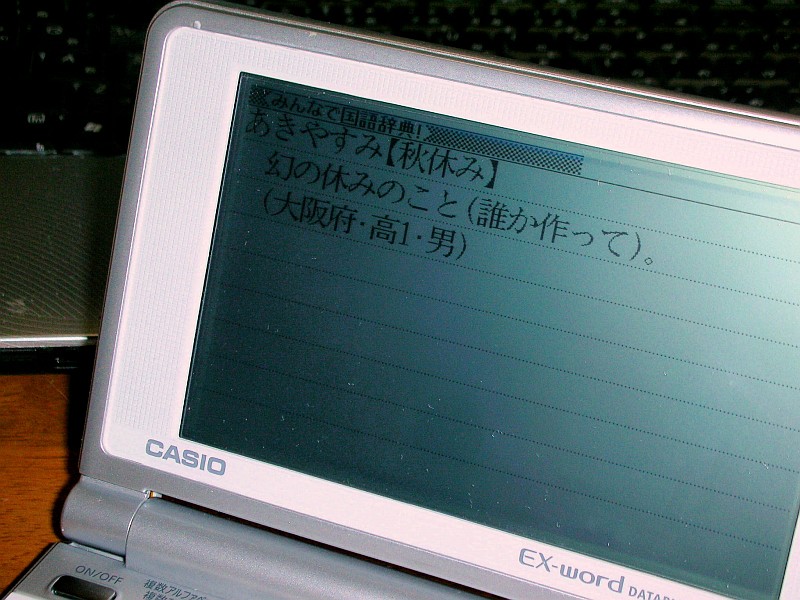 みんなで国語辞典!
あきやすみ【秋休み】
幻の休みのこと(誰か作って)。
(大阪府・高1・男)
CASIO
EX-word
ON/OFF